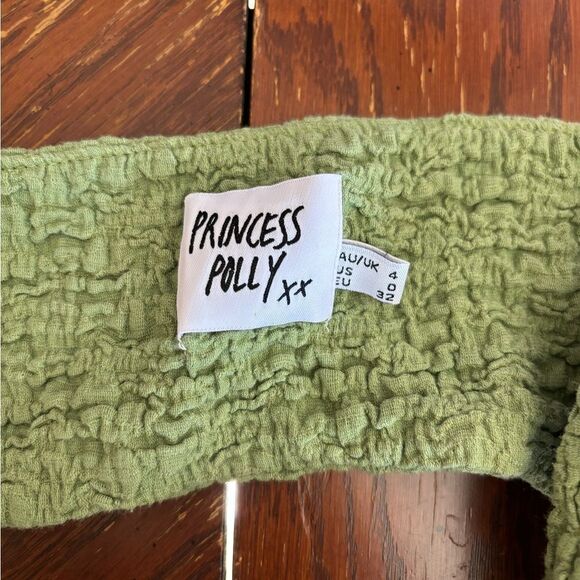 PRINCESS
POLLY xx
AU/UK 4
US 0
EU 32